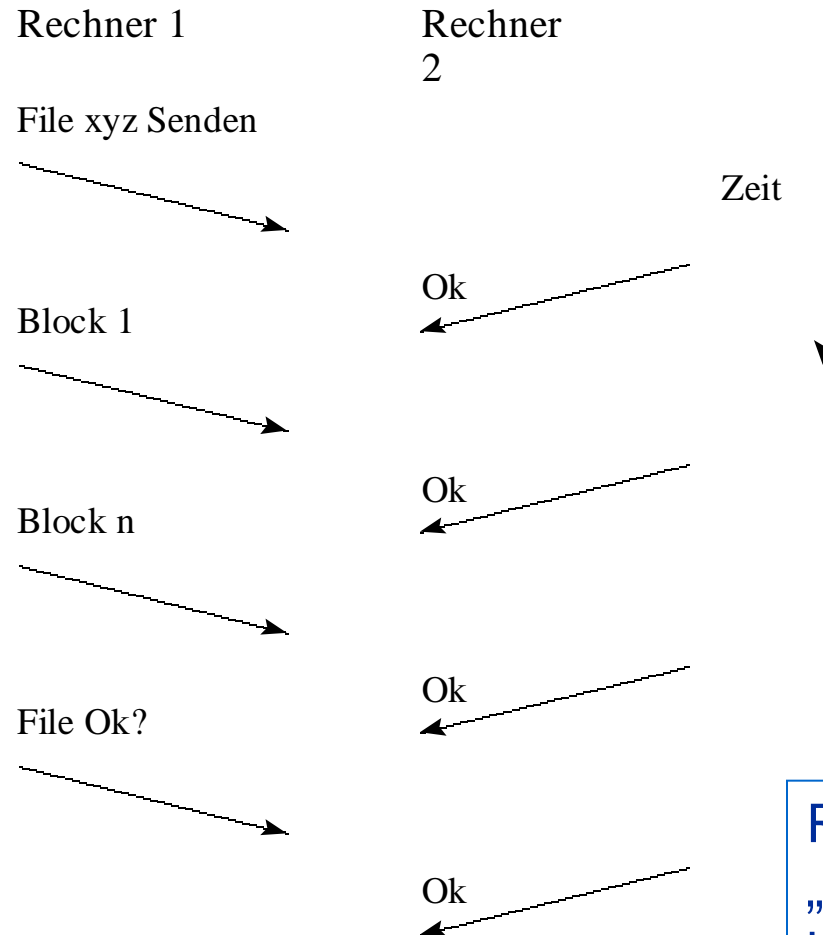 Rechner 1
Rechner
2
File xyz Senden
Zeit
Ok
Block 1
Ok
Block n
Ok
File Ok?
Ok